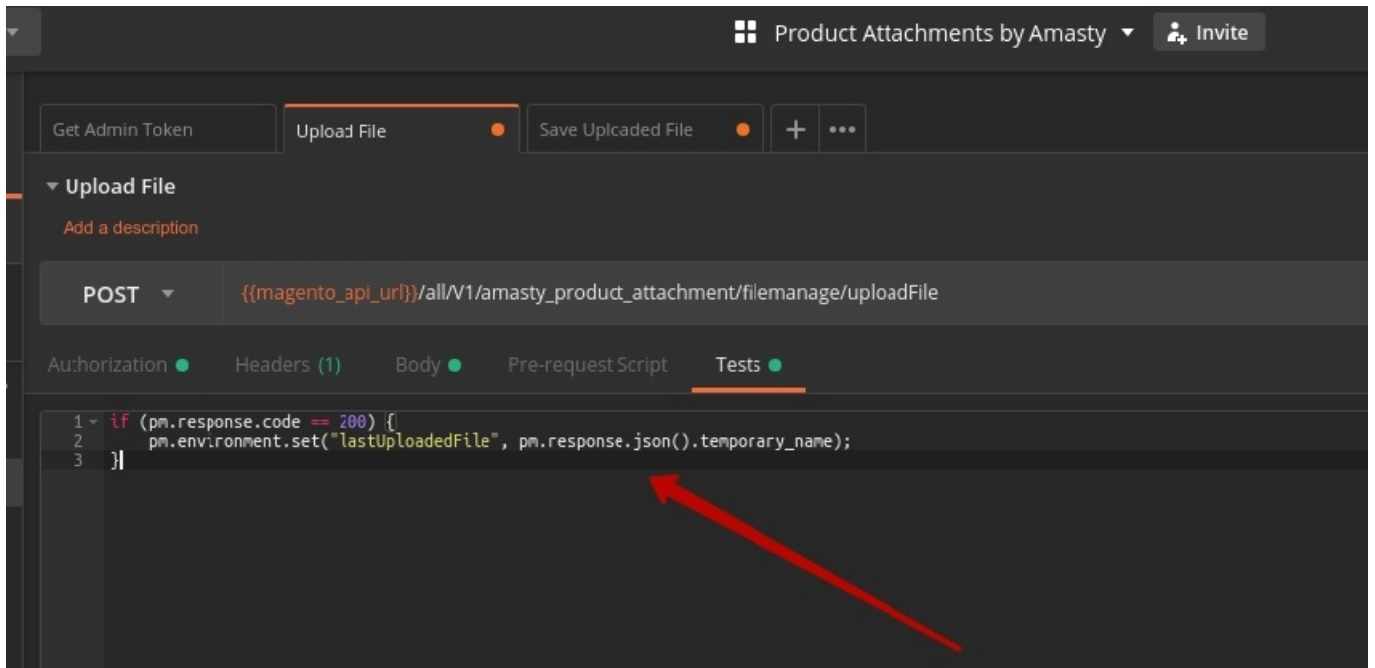 Product Attachments by Amasty Invite
Get Admin Token Upload File Save Uploaded File + •••
Upload File
Add a description
POST {{magento_api_url}}/all/V1/amasty_product_attachment/filemanage/uploadFile
Authorization Headers (1) Body Pre-request Script Tests
1 if (pm.response.code == 200) {
2 pm.environment.set("lastUploadedFile", pm.response.json().temporary_name);
3 }